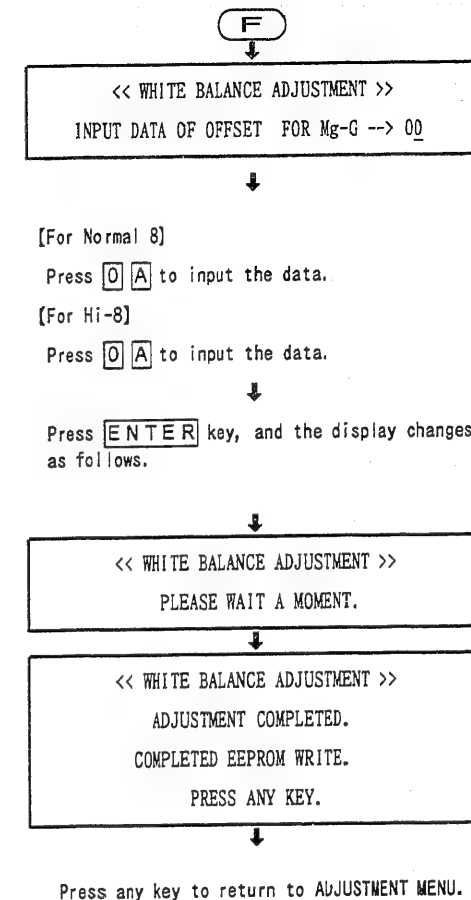 F
<< WHITE BALANCE ADJUSTMENT >>
INPUT DATA OF OFFSET FOR Mg-G --> 00
[For Normal 8]
Press 0 A to input the data.
[For Hi-8]
Press 0 A to input the data.
Press ENTER key, and the display changes
as follows.
<< WHITE BALANCE ADJUSTMENT >>
PLEASE WAIT A MOMENT.
<< WHITE BALANCE ADJUSTMENT >>
ADJUSTMENT COMPLETED.
COMPLETED EEPROM WRITE.
PRESS ANY KEY.
Press any key to return to ADJUSTMENT MENU.